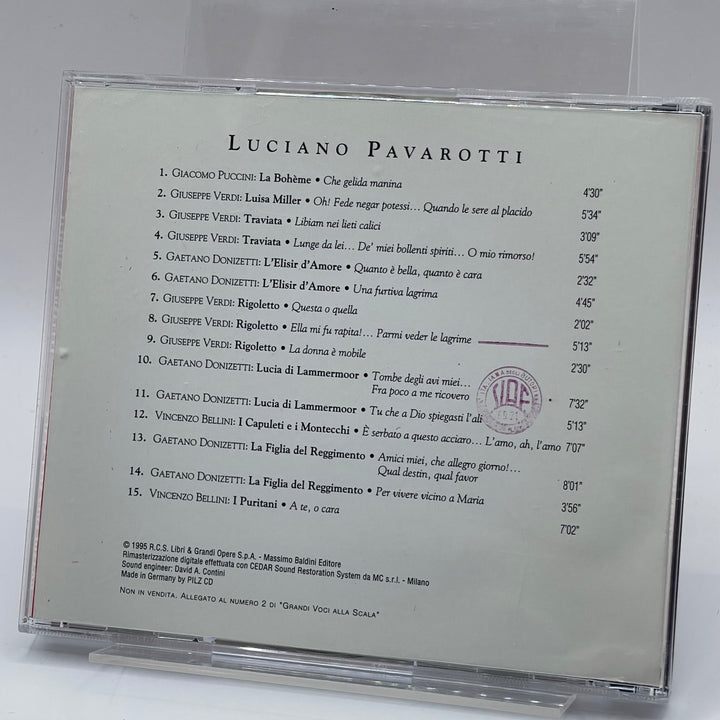 LUCIANO PAVAROTTI
1. GIACOMO PUCCINI: La Bohème • Che gelida manina 4'30"
2. GIUSEPPE VERDI: Luisa Miller • Oh! Fede negar potessi… Quando le sere al placido 5'34"
3. GIUSEPPE VERDI: Traviata • Libiam nei lieti calici 3'09"
4. GIUSEPPE VERDI: Traviata • Lunge da lei… De' miei bollenti spiriti… O mio rimorso! 5'54"
5. GAETANO DONIZETTI: L'Elisir d'Amore • Quanto è bella, quanto è cara 2'32"
6. GAETANO DONIZETTI: L'Elisir d'Amore • Una furtiva lagrima 4'45"
7. GIUSEPPE VERDI: Rigoletto • Questa o quella 2'02"
8. GIUSEPPE VERDI: Rigoletto • Ella mi fu rapita!… Parmi veder le lagrime 5'13"
9. GIUSEPPE VERDI: Rigoletto • La donna è mobile 2'30"
10. GAETANO DONIZETTI: Lucia di Lammermoor • Tombe degli avi miei…
Fra poco a me ricovero 7'32"
11. GAETANO DONIZETTI: Lucia di Lammermoor • Tu che a Dio spiegasti l'ali 5'13"
12. VINCENZO BELLINI: I Capuleti e i Montecchi • È serbato a questo acciaro… L'amo, ah, l'amo 7'07"
13. GAETANO DONIZETTI: La Figlia del Reggimento • Amici miei, che allegro giorno!…
Qual destin, qual favor 8'01"
14. GAETANO DONIZETTI: La Figlia del Reggimento • Per vivere vicino a Maria 3'56"
15. VINCENZO BELLINI: I Puritani • A te, o cara 7'02"
© 1995 R.C.S. Libri & Grandi Opere S.p.A. - Massimo Baldini Editore
Rimasterizzazione digitale effettuata con CEDAR Sound Restoration System da MC s.r.l. - Milano
Sound engineer: David A. Contini
Made in Germany by PILZ CD
NON IN VENDITA. ALLEGATO AL NUMERO 2 DI "GRANDI VOCI ALLA SCALA"